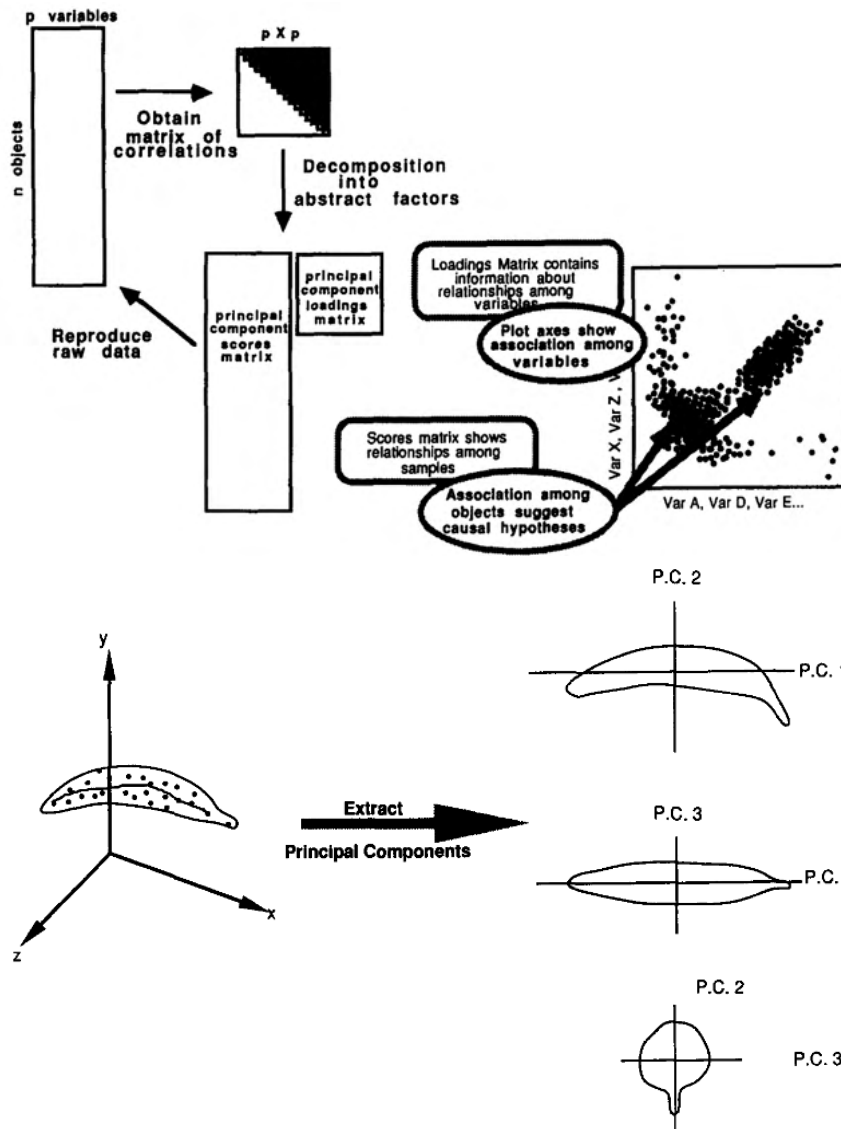 p variables
n objects
p X p
Obtain
matrix of
correlations
Decomposition
into
abstract factors
principal
component
scores
matrix
principal
component
loadings
matrix
Reproduce
raw data
Loadings Matrix contains
information about
relationships among
variables
Plot axes show
association among
variables
Scores matrix shows
relationships among
samples
Association among
objects suggest
causal hypotheses
Var X, Var Z, V
Var A, Var D, Var E...
y
x
z
Extract
Principal Components
P.C. 2
P.C. 1
P.C. 3
P.C.
P.C. 2
P.C. 3